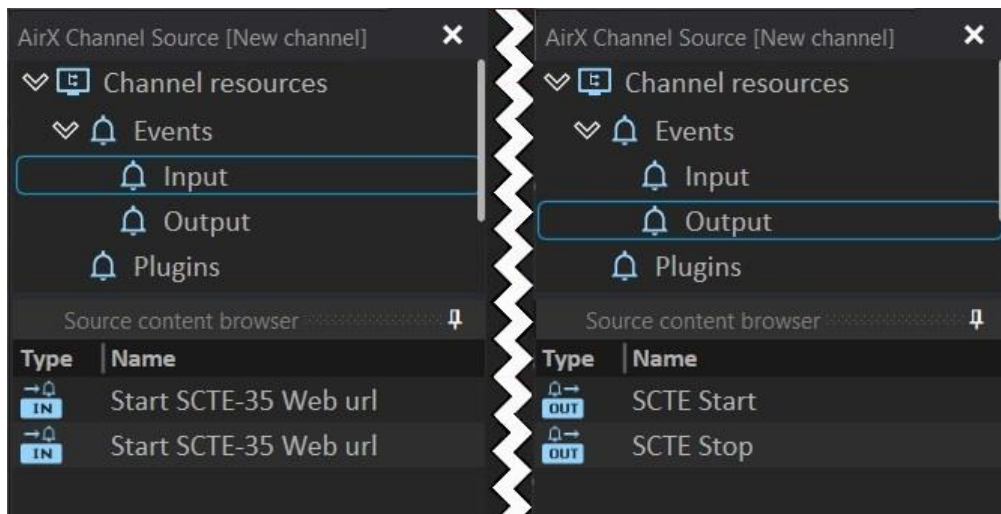 AirX Channel Source [New channel]
Channel resources
Events
Input
Output
Plugins
Source content browser
Type Name
IN Start SCTE-35 Web url
IN Start SCTE-35 Web url
AirX Channel Source [New channel]
Channel resources
Events
Input
Output
Plugins
Source content browser
Type Name
OUT SCTE Start
OUT SCTE Stop